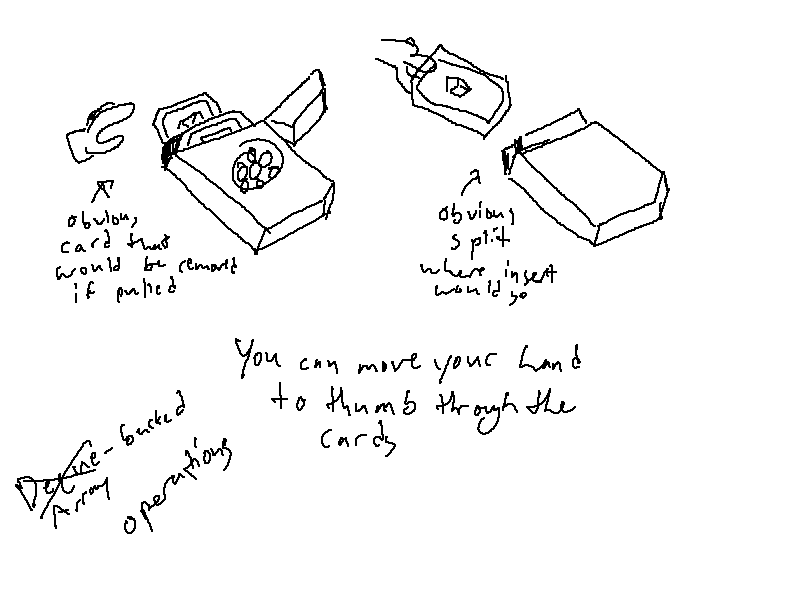 obvious
card that
would be removed
if pulled
obvious
split
where insert
would go
You can move your hand
to thumb through the
cards
-backed
Array
operations